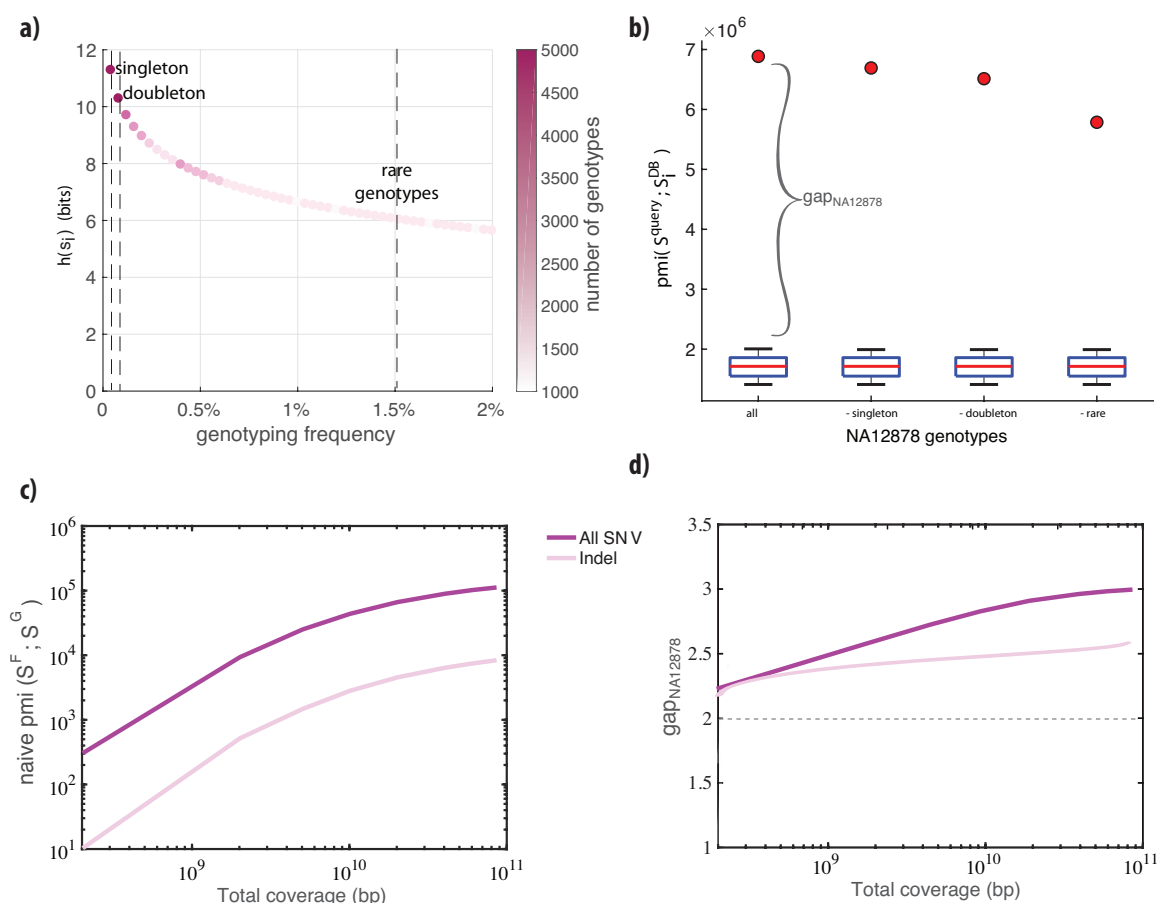 a)
12
10
8
6
4
2
0
h(s_i) (bits)
singleton
doubleton
rare
genotypes
0
0.5%
1%
1.5%
2%
genotyping frequency
5000
4500
4000
3500
3000
2500
2000
1500
1000
number of genotypes
b)
×10^6
7
6
5
4
3
2
pmi( S^query ; S_i^DB )
gap_NA12878
all
- singleton
- doubleton
- rare
NA12878 genotypes
c)
10^6
10^5
10^4
10^3
10^2
10^1
naive pmi (S^F ; S^G )
10^9
10^10
10^11
Total coverage (bp)
All SN V
Indel
d)
3.5
3
2.5
2
1.5
1
gap_NA12878
10^9
10^10
10^11
Total coverage (bp)